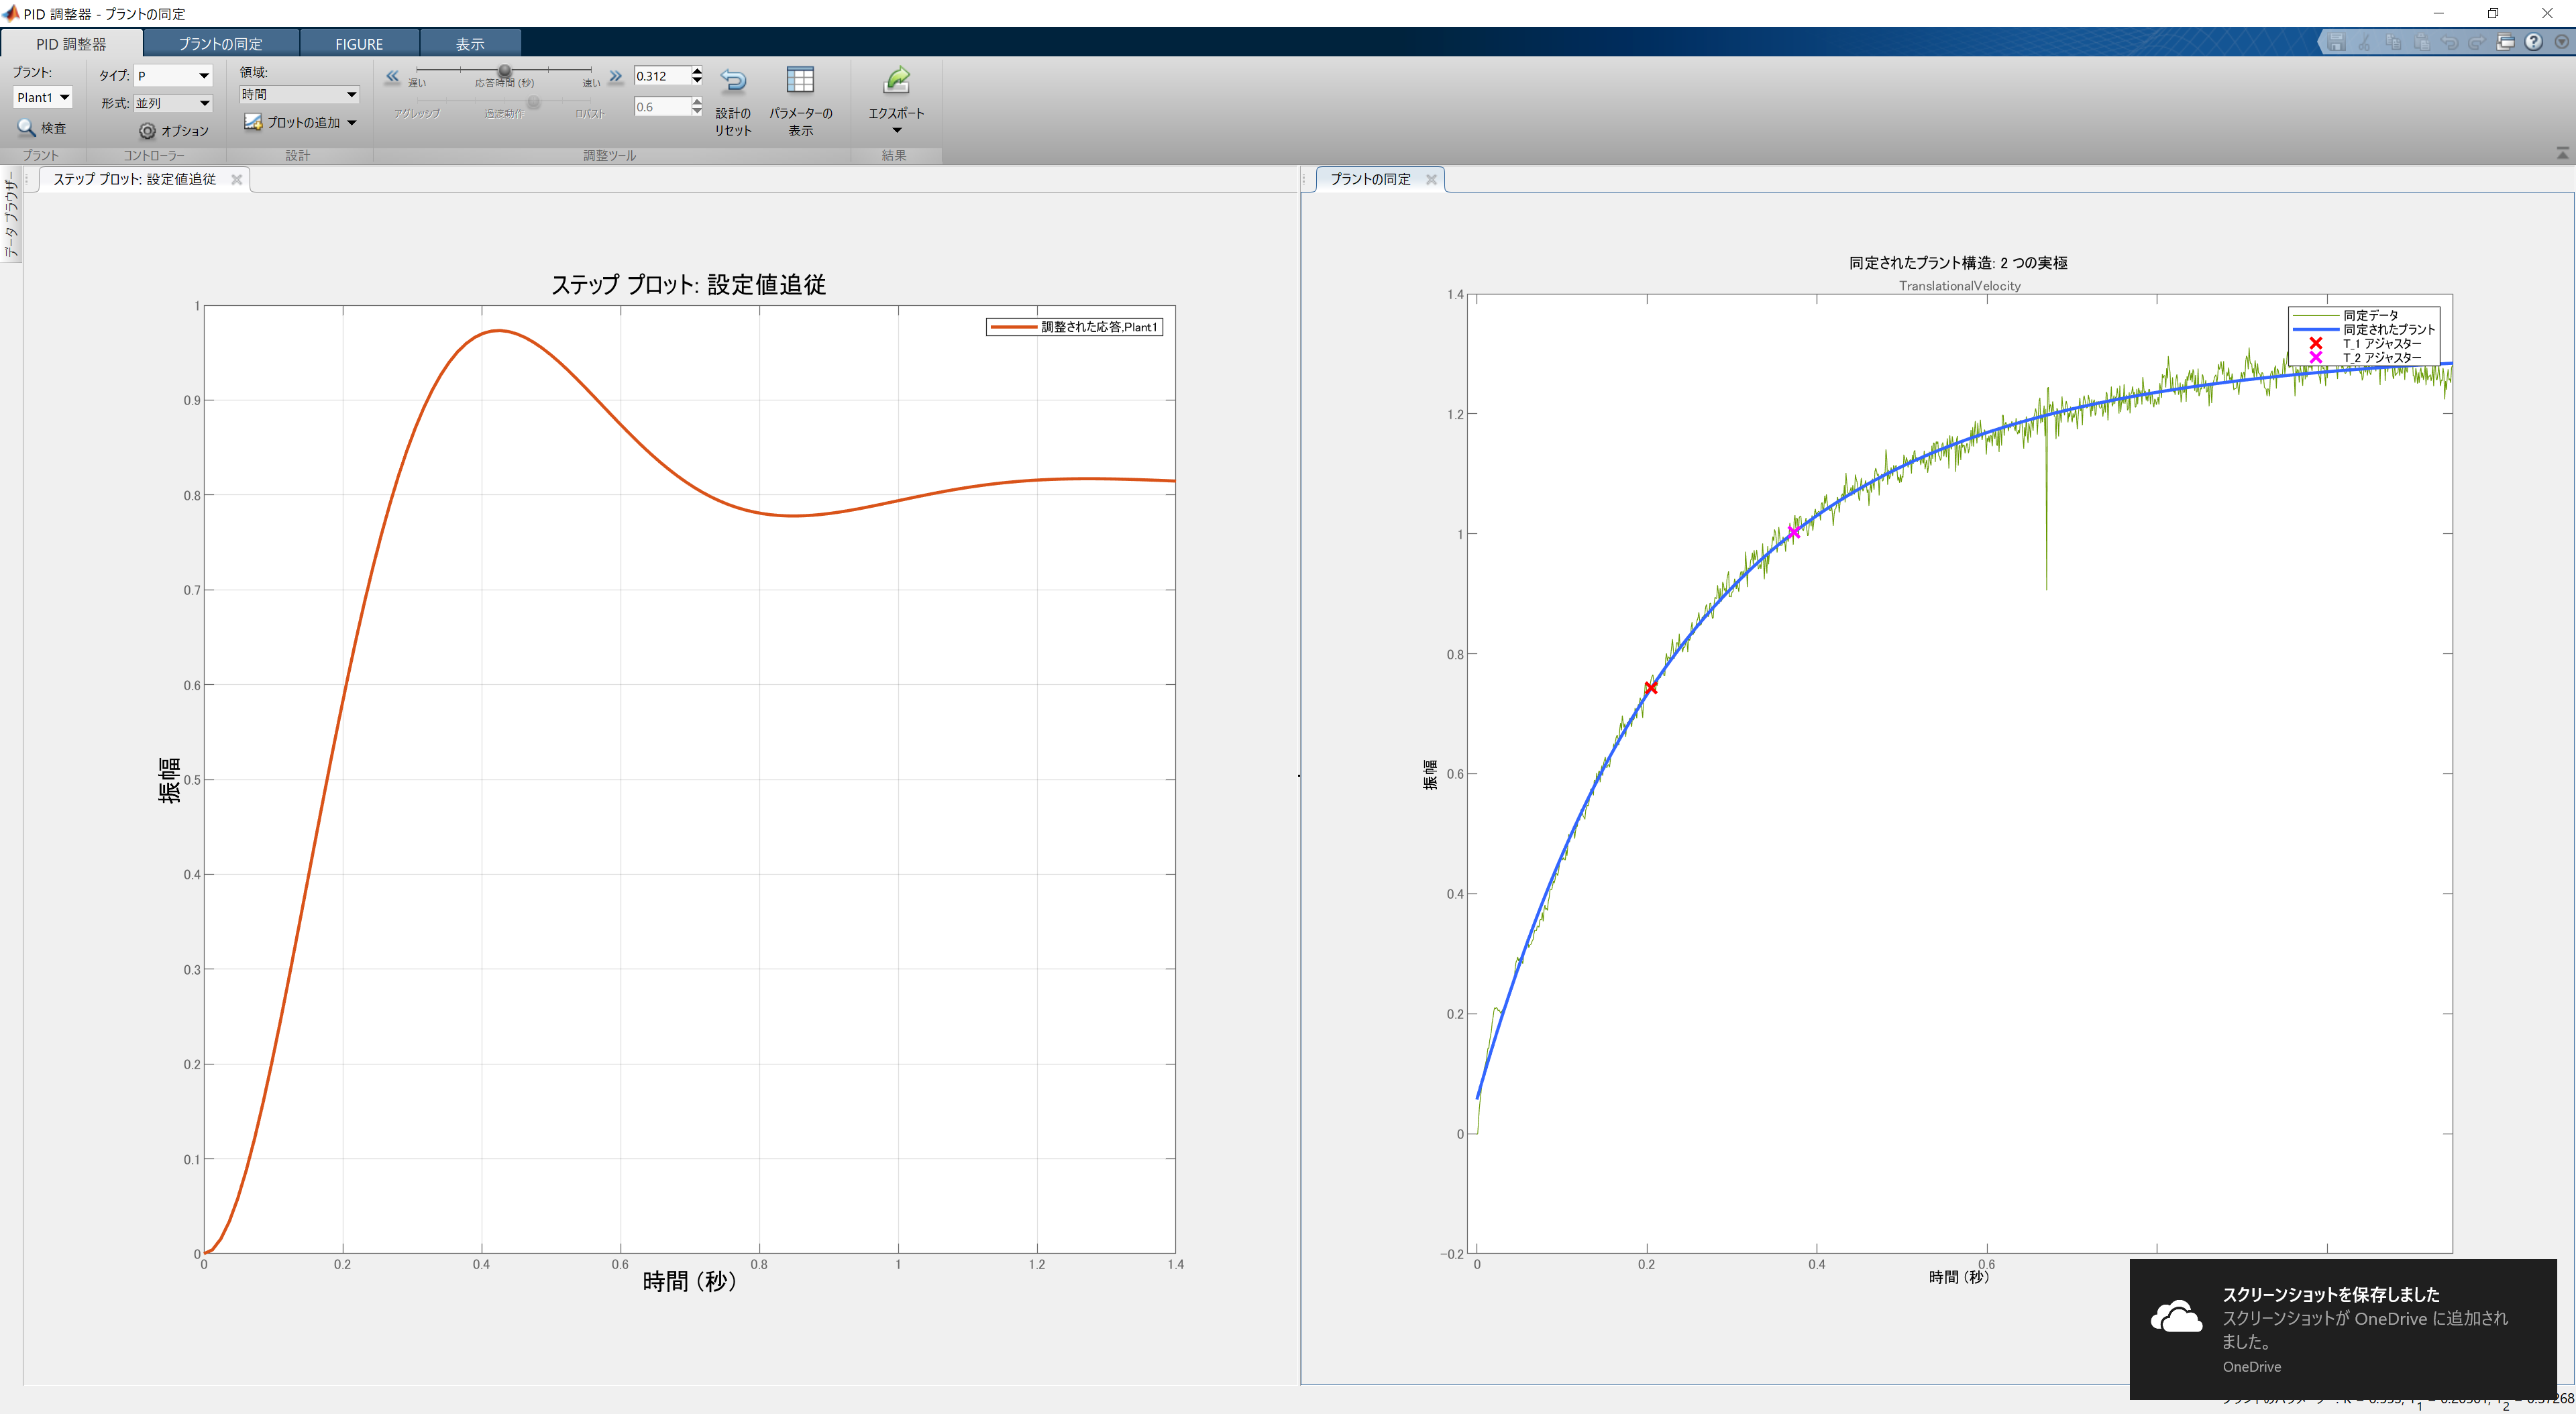 PID 調整器 - プラントの同定
PID 調整器
プラントの同定
FIGURE
表示
プラント:
Plant1
検査
プラント
タイプ: P
形式: 並列
オプション
コントローラー
領域:
時間
プロットの追加
設計
遅い
応答時間 (秒)
速い
0.312
アグレッシブ
過渡動作
ロバスト
0.6
設計の
リセット
パラメーターの
表示
調整ツール
エクスポート
結果
データ ブラウザー
ステップ プロット: 設定値追従
プラントの同定
ステップ プロット: 設定値追従
調整された応答,Plant1
1
0.9
0.8
0.7
0.6
0.5
0.4
0.3
0.2
0.1
0
振幅
0 0.2 0.4 0.6 0.8 1 1.2 1.4
時間 (秒)
同定されたプラント構造: 2 つの実極
TranslationalVelocity
同定データ
同定されたプラント
T_1 アジャスター
T_2 アジャスター
1.4
1.2
1
0.8
0.6
0.4
0.2
0
-0.2
振幅
0 0.2 0.4 0.6
時間 (秒)
スクリーンショットを保存しました
スクリーンショットが OneDrive に追加され
ました。
OneDrive